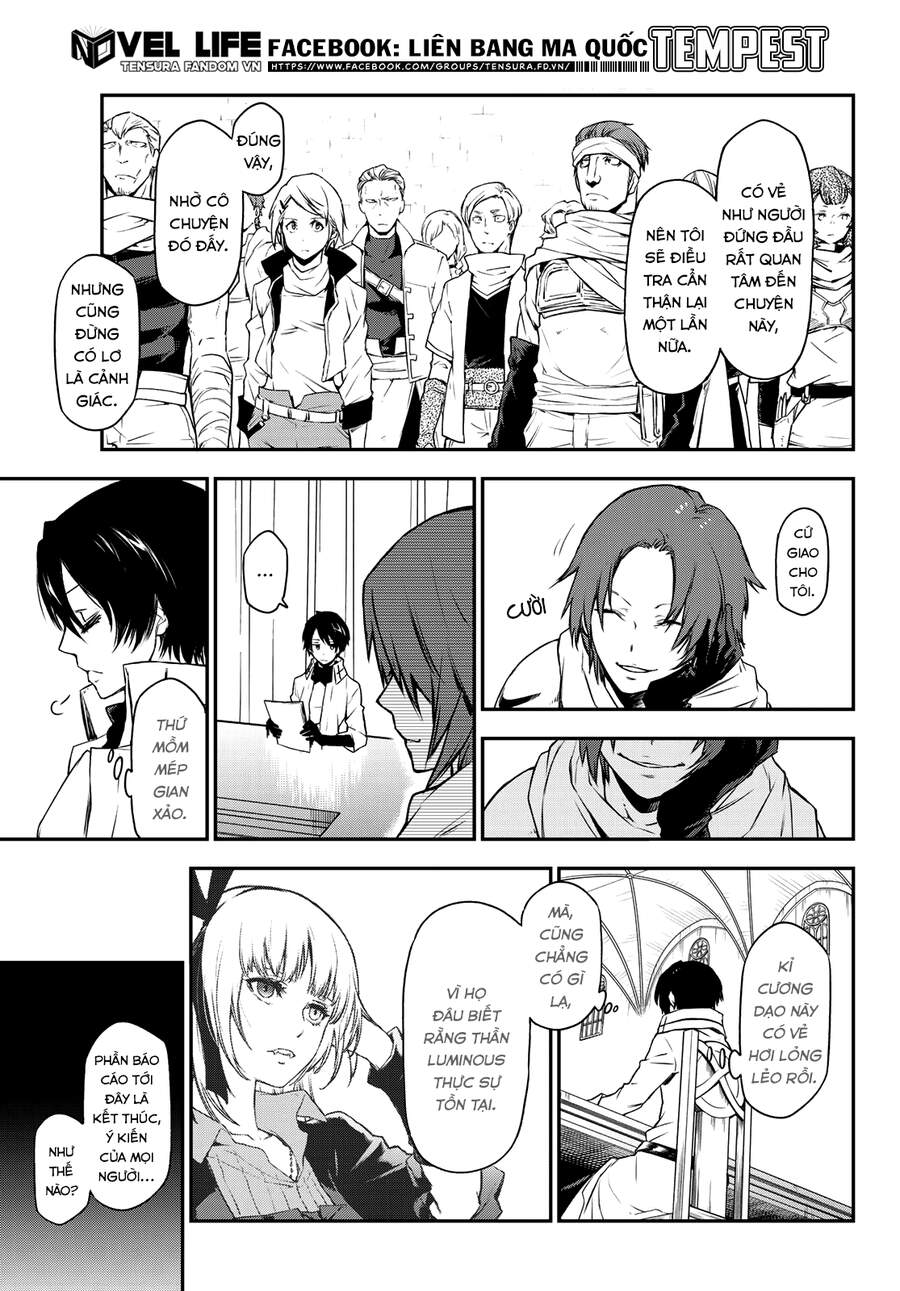 NOVEL LIFE
TENSURA FANDOM VN
FACEBOOK: LIÊN BANG MA QUỐC
HTTPS://WWW.FACEBOOK.COM/GROUPS/TENSURA.FD.VN/
TEMPEST
CÓ VẺ
NHƯ NGƯỜI
ĐỨNG ĐẦU
RẤT QUAN
TÂM ĐẾN
CHUYỆN
NÀY,
NÊN TÔI
SẼ ĐIỀU
TRA CẨN
THẬN LẠI
MỘT LẦN
NỮA.
ĐÚNG
VẬY,
NHỜ CÔ
CHUYỆN
ĐÓ ĐẤY.
NHƯNG
CŨNG
ĐỪNG
CÓ LƠ
LÀ CẢNH
GIÁC.
CỨ
GIAO
CHO
TÔI.
CƯỜI
...
THỨ
MỒM
MÉP
GIAN
XẢO.
KỈ
CƯƠNG
DẠO NÀY
CÓ VẺ
HƠI LỎNG
LẺO RỒI.
MÀ,
CŨNG
CHẲNG
CÓ GÌ
LẠ,
VÌ HỌ
ĐÂU BIẾT
RẰNG THẦN
LUMINOUS
THỰC SỰ
TỒN TẠI.
PHẦN BÁO
CÁO TỚI
ĐÂY LÀ
KẾT THÚC,
Ý KIẾN
CỦA MỌI
NGƯỜI...
NHƯ
THẾ
NÀO?